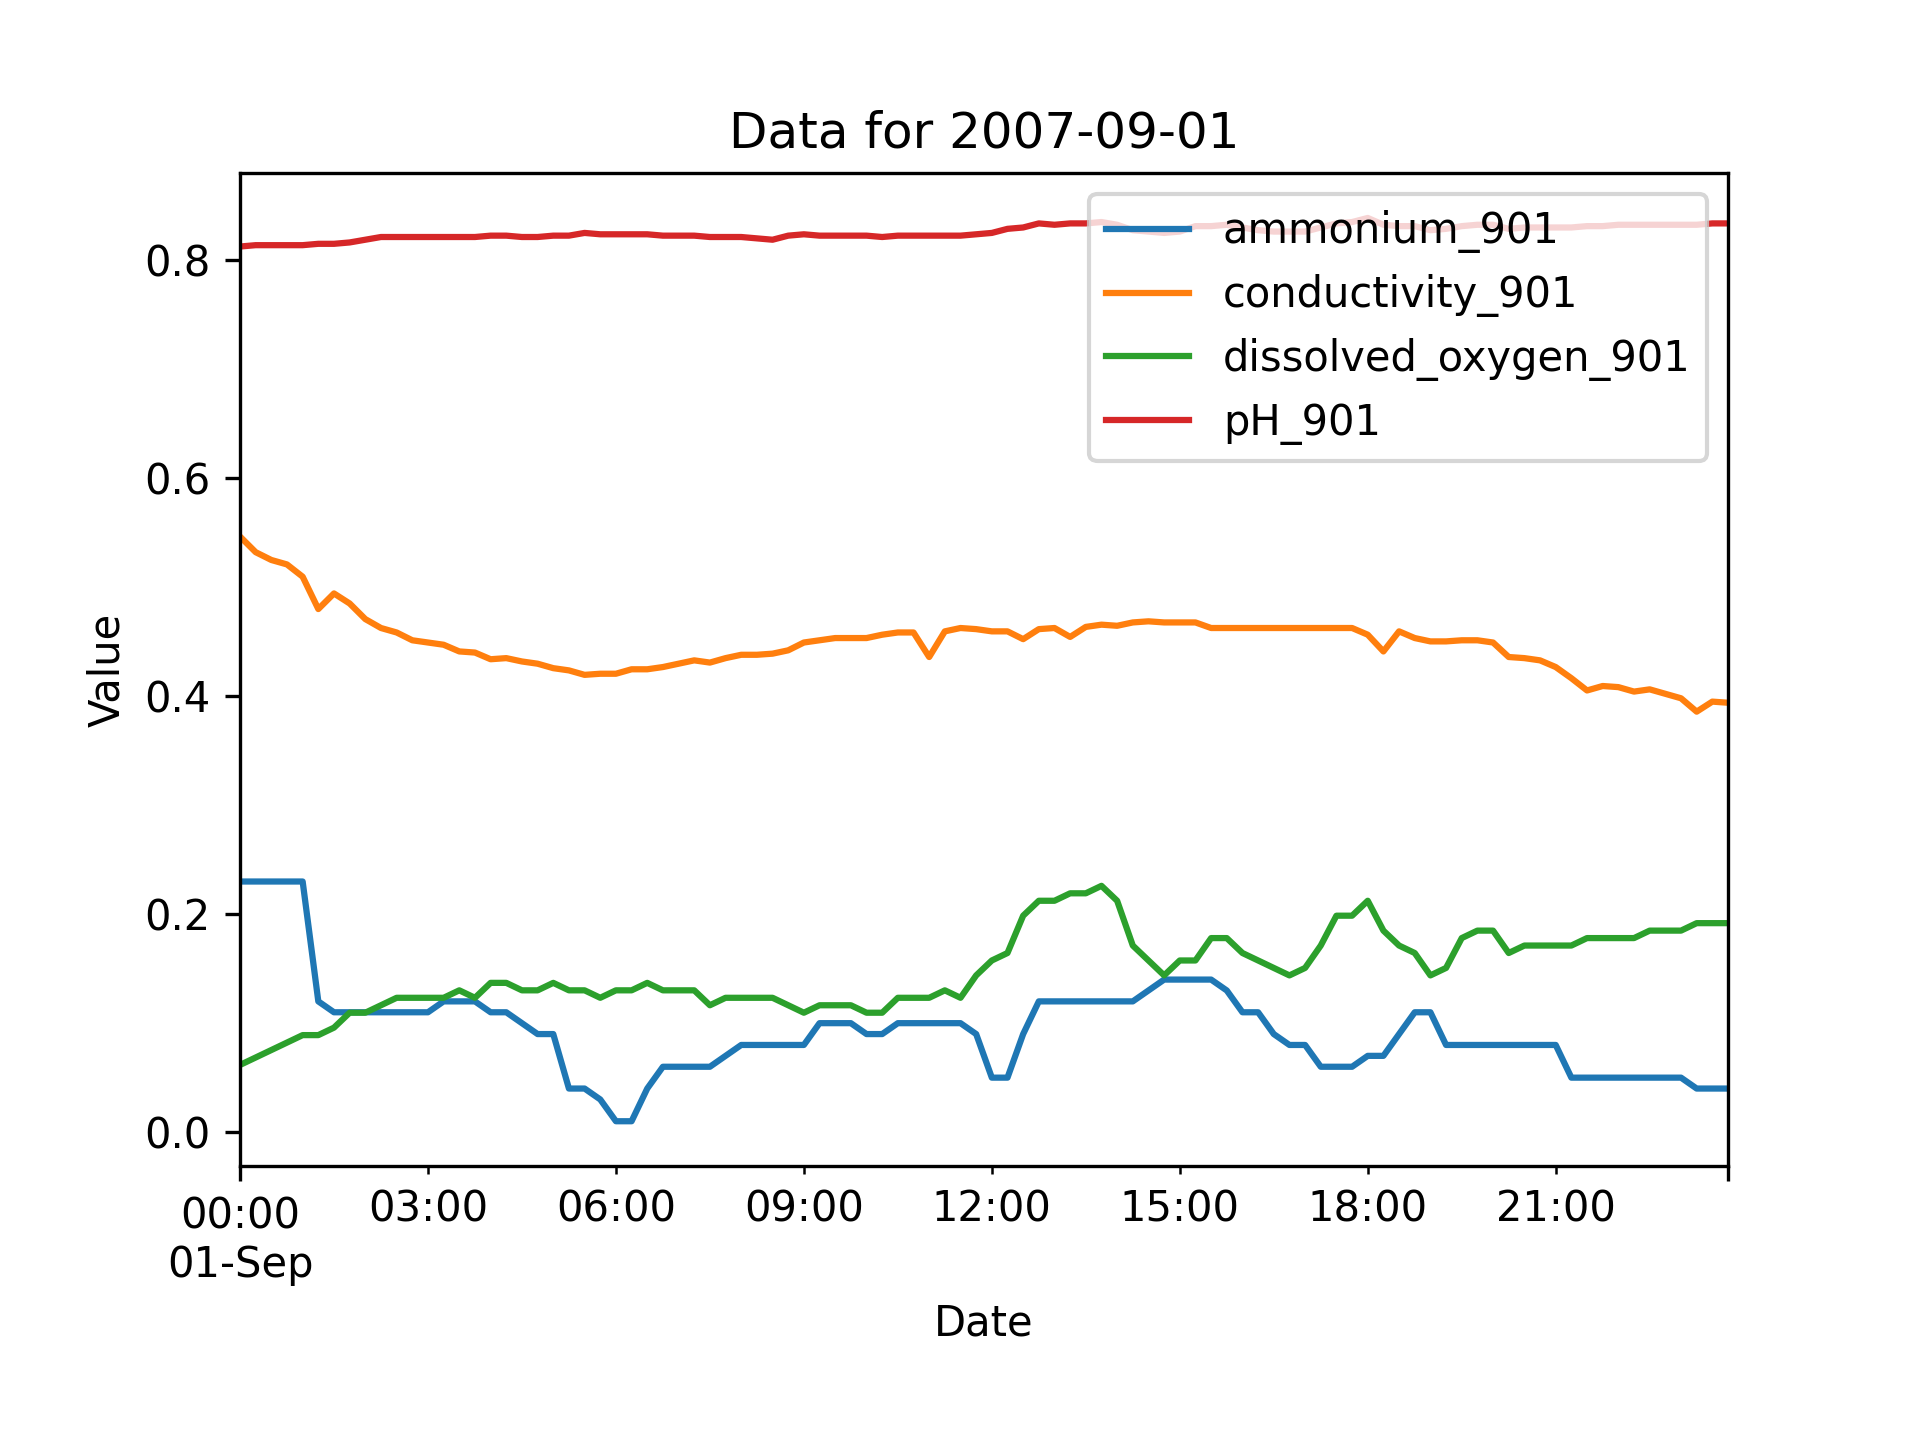 Data for 2007-09-01
ammonium_901
conductivity_901
dissolved_oxygen_901
pH_901
0.8
0.6
0.4
0.2
0.0
Value
00:00 03:00 06:00 09:00 12:00 15:00 18:00 21:00
01-Sep
Date